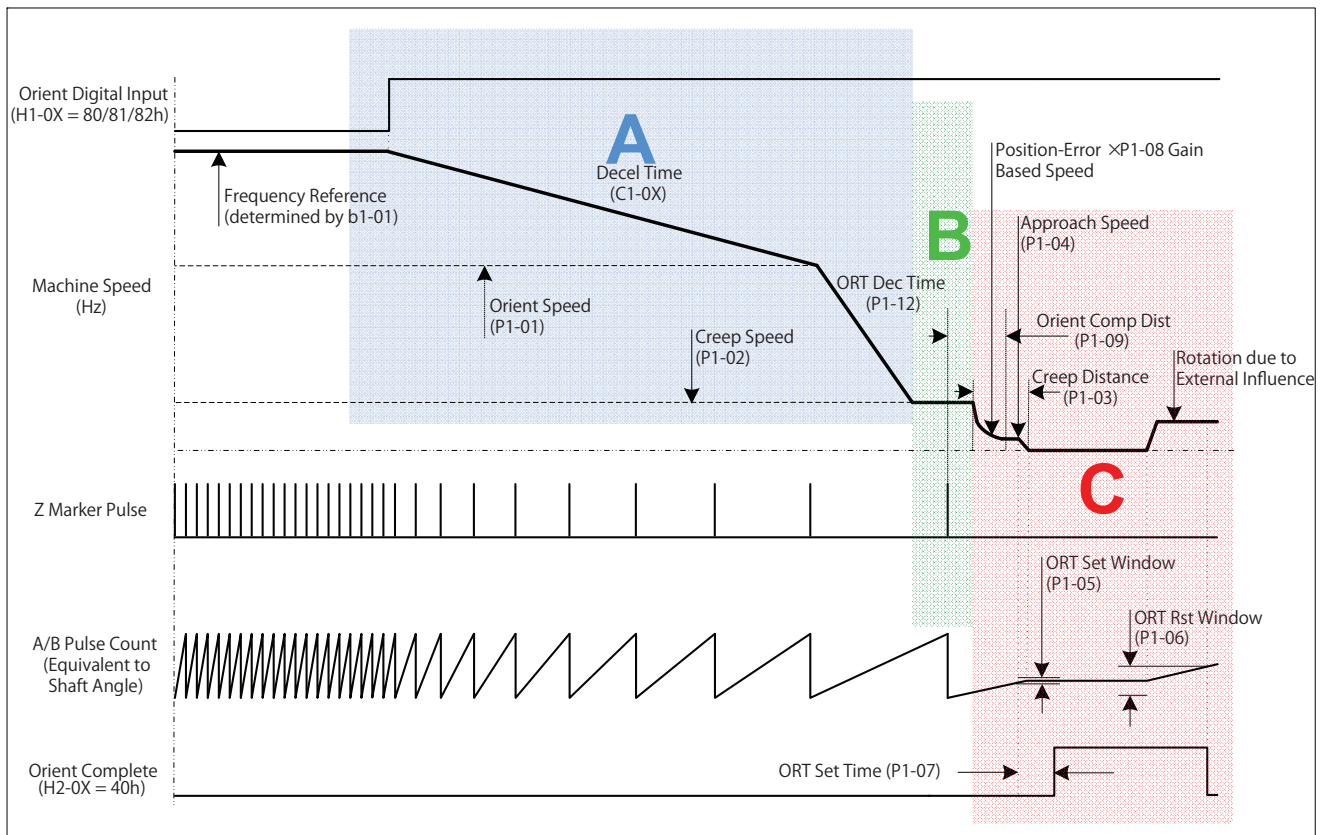 Orient Digital Input
(H1-0X = 80/81/82h)
A
Decel Time
(C1-0X)
Frequency Reference
(determined by b1-01)
Position-Error ×P1-08 Gain
Based Speed
B
Approach Speed
(P1-04)
Machine Speed
(Hz)
Orient Speed
(P1-01)
ORT Dec Time
(P1-12)
Creep Speed
(P1-02)
Orient Comp Dist
(P1-09)
Creep Distance
(P1-03)
Rotation due to
External Influence
C
Z Marker Pulse
ORT Set Window
(P1-05)
ORT Rst Window
(P1-06)
A/B Pulse Count
(Equivalent to
Shaft Angle)
ORT Set Time (P1-07)
Orient Complete
(H2-0X = 40h)